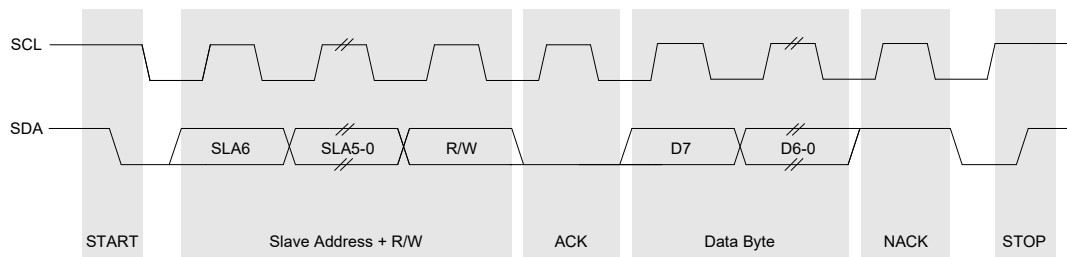 SCL
SDA
SLA6 SLA5-0 R/W D7 D6-0
START Slave Address + R/W ACK Data Byte NACK STOP